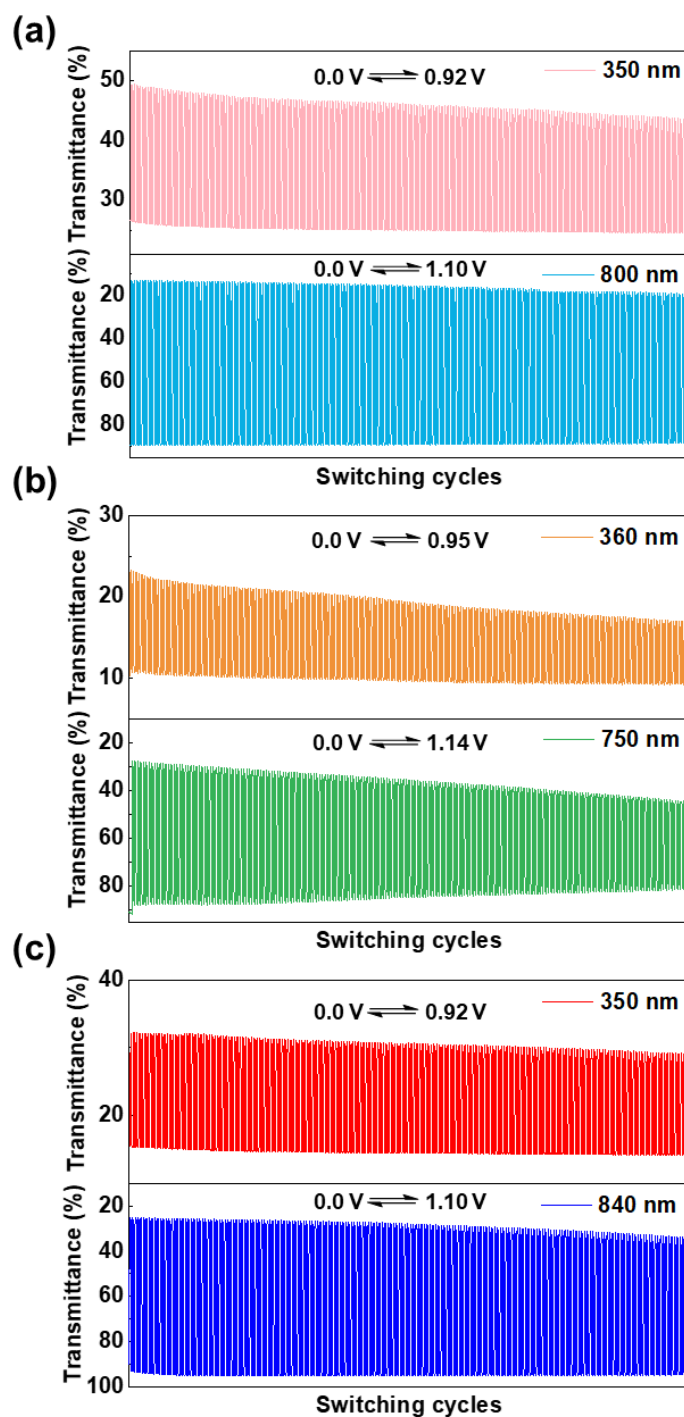 (a)
0.0 V ⇌ 0.92 V
350 nm
Transmittance (%)
50
40
30
0.0 V ⇌ 1.10 V
800 nm
Transmittance (%)
20
40
60
80
Switching cycles
(b)
0.0 V ⇌ 0.95 V
360 nm
Transmittance (%)
30
20
10
0.0 V ⇌ 1.14 V
750 nm
Transmittance (%)
20
40
60
80
Switching cycles
(c)
0.0 V ⇌ 0.92 V
350 nm
Transmittance (%)
40
20
0.0 V ⇌ 1.10 V
840 nm
Transmittance (%)
20
40
60
80
100
Switching cycles